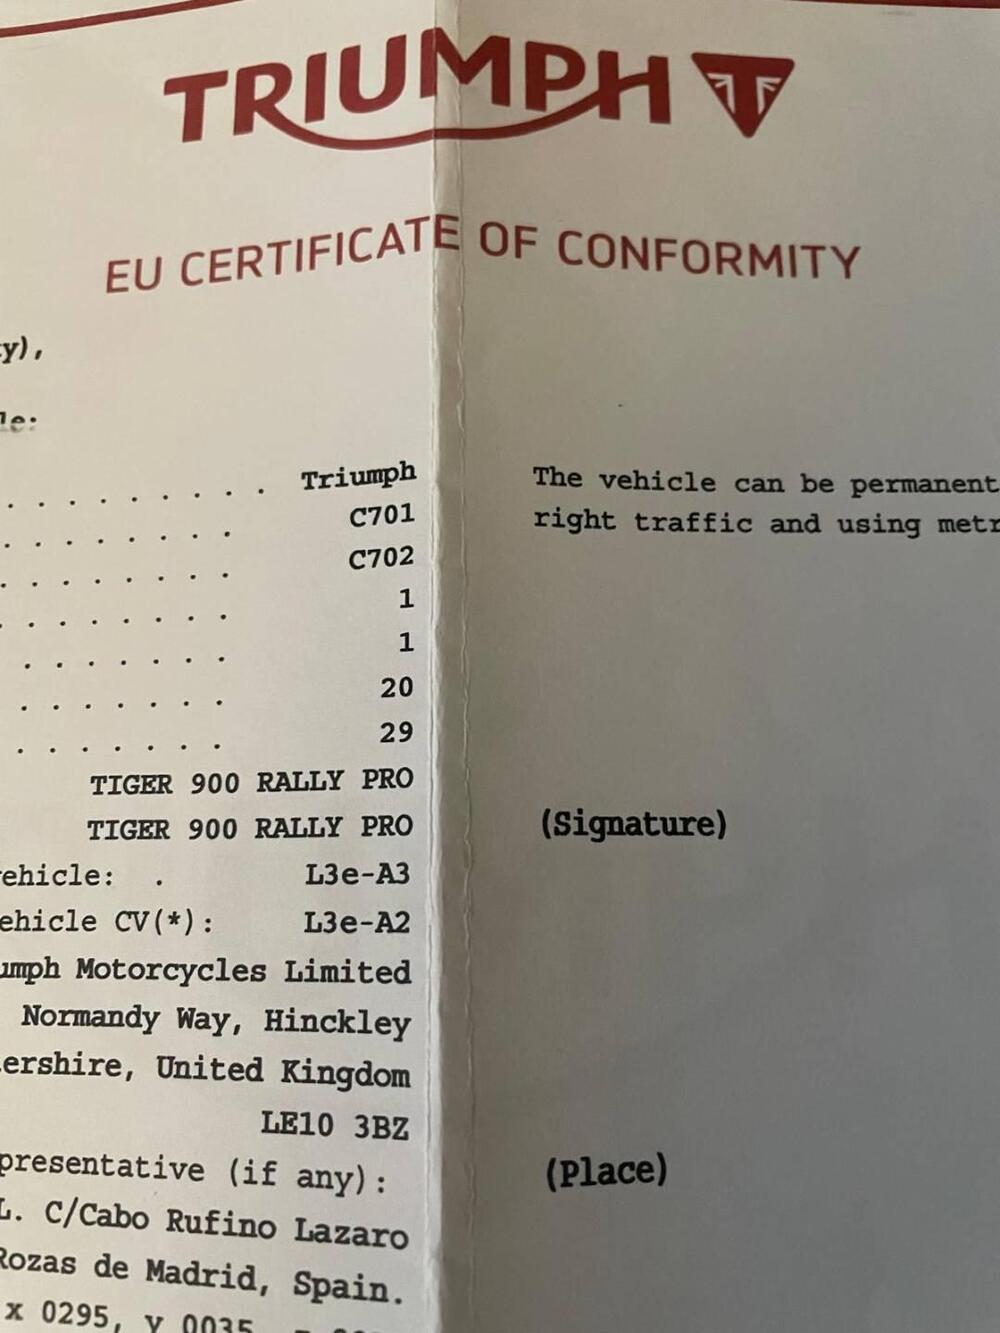 TRIUMPH
EU CERTIFICATE OF CONFORMITY
y),
le:
. . . . . . . . . Triumph
. . . . . . . . C701
. . . . . . . . C702
. . . . . . . . 1
. . . . . . . 1
. . . . . . . 20
. . . . . . . 29
TIGER 900 RALLY PRO
TIGER 900 RALLY PRO
ehicle: . L3e-A3
ehicle CV(*): L3e-A2
umph Motorcycles Limited
Normandy Way, Hinckley
ershire, United Kingdom
LE10 3BZ
presentative (if any):
L. C/Cabo Rufino Lazaro
Rozas de Madrid, Spain.
x 0295, y 0035,
The vehicle can be permanent
right traffic and using metr
(Signature)
(Place)